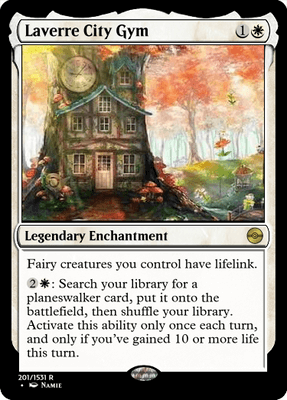 Laverre City Gym 1W
Legendary Enchantment
Fairy creatures you control have lifelink.
2W: Search your library for a
planeswalker card, put it onto the
battlefield, then shuffle your library.
Activate this ability only once each turn,
and only if you've gained 10 or more life
this turn.
201/1531 R
• NAMIE